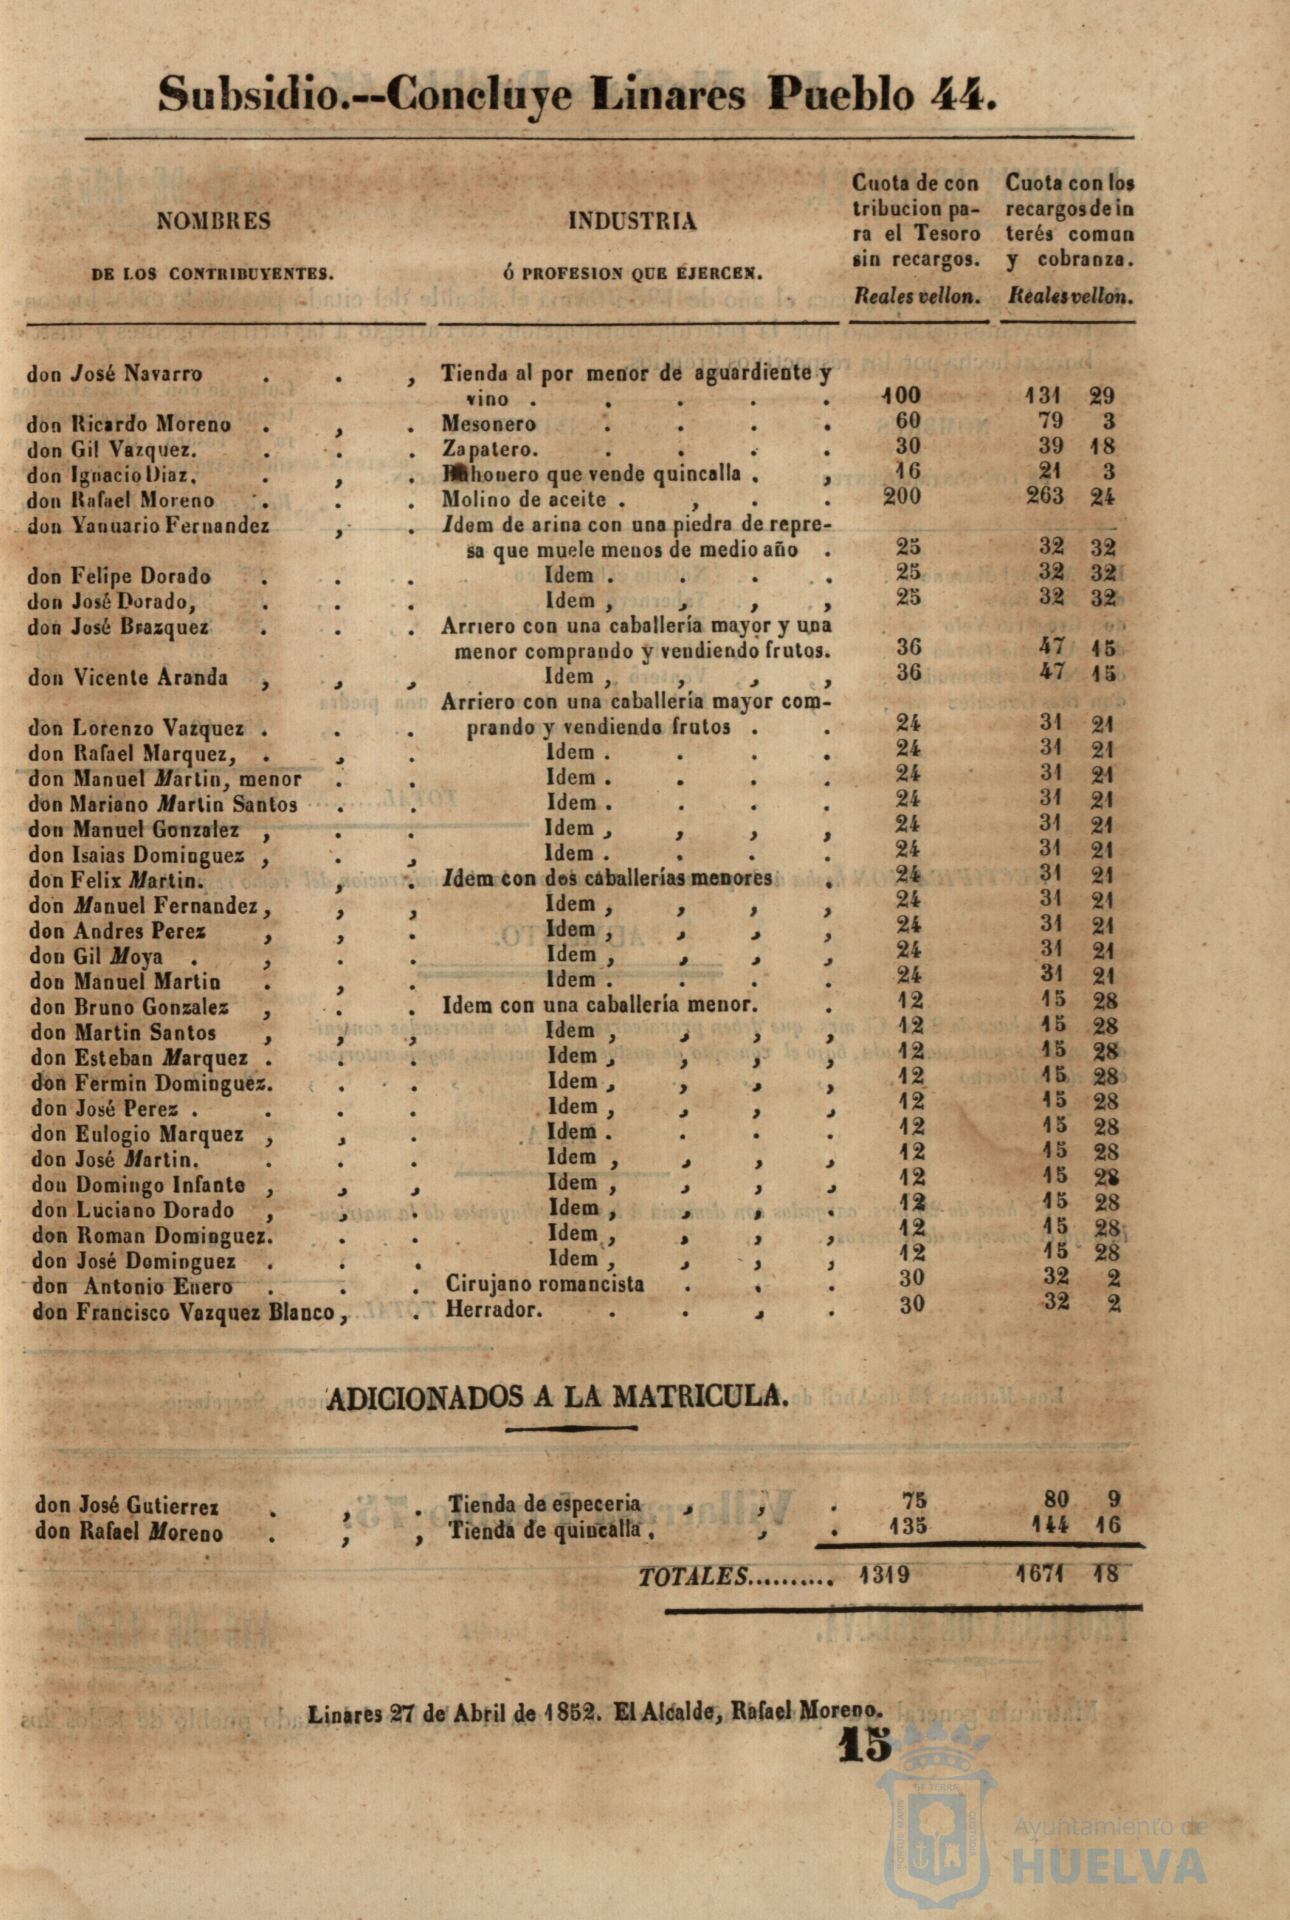 Subsidio.--Concluye Linares Pueblo 44.
NOMBRES
DE LOS CONTRIBUYENTES.
INDUSTRIA
Ó PROFESION QUE EJERCEN.
Cuota de con
tribucion pa-
ra el Tesoro
sin recargos.
Reales vellon.
Cuota con los
recargos de in
terés comun
y cobranza.
Reales vellon.
don José Navarro . . , Tienda al por menor de aguardiente y
vino . . . . . 100 131 29
don Ricardo Moreno . , . Mesonero . . . . 60 79 3
don Gil Vazquez. . . . Zapatero. . . . . 30 39 18
don Ignacio Diaz. . , . Buhonero que vende quincalla . , 16 21 3
don Rafael Moreno . . . Molino de aceite . , . . 200 263 24
don Yanuario Fernandez , . Idem de arina con una piedra de repre-
sa que muele menos de medio año . 25 32 32
don Felipe Dorado . . . Idem . . . . 25 32 32
don José Dorado, . . . Idem , , , , 25 32 32
don José Brazquez . . . Arriero con una caballería mayor y una
menor comprando y vendiendo frutos. 36 47 15
don Vicente Aranda , , , Idem , , , , 36 47 15
Arriero con una caballería mayor com-
don Lorenzo Vazquez . . . prando y vendiendo frutos . . 24 31 21
don Rafael Marquez, . , . Idem . . . . 24 31 21
don Manuel Martin, menor . . Idem . . . . 24 31 21
don Mariano Martin Santos . . Idem . . . . 24 31 21
don Manuel Gonzalez , . . Idem , , , , 24 31 21
don Isaias Dominguez , . , Idem . . . . 24 31 21
don Felix Martin. , . Idem con dos caballerías menores . 24 31 21
don Manuel Fernandez, , , Idem , , , , 24 31 21
don Andres Perez , , . Idem , , , , 24 31 21
don Gil Moya . , . . Idem , , , , 24 31 21
don Manuel Martin . , . Idem . . . . 24 31 21
don Bruno Gonzalez , . . Idem con una caballería menor. . 12 15 28
don Martin Santos , , , Idem , , , , 12 15 28
don Esteban Marquez . . . Idem , , , , 12 15 28
don Fermin Dominguez. . . Idem , , , , 12 15 28
don José Perez . . . . Idem , , , , 12 15 28
don Eulogio Marquez , , . Idem . . . . 12 15 28
don José Martin. . . . Idem , , , , 12 15 28
don Domingo Infante , , , Idem , , , , 12 15 28
don Luciano Dorado , , . Idem , , , . 12 15 28
don Roman Dominguez. . . Idem , , , , 12 15 28
don José Dominguez . . . Idem , , , , 12 15 28
don Antonio Enero . . . Cirujano romancista . . . 30 32 2
don Francisco Vazquez Blanco, . Herrador. . . , . 30 32 2
ADICIONADOS A LA MATRICULA.
don José Gutierrez . , . Tienda de especeria , , . 75 80 9
don Rafael Moreno . , , Tienda de quincalla . , . 135 144 16
TOTALES.......... 1319 1671 18
Linares 27 de Abril de 1852. El Alcalde, Rafael Moreno.
15
Ayuntamiento de
HUELVA